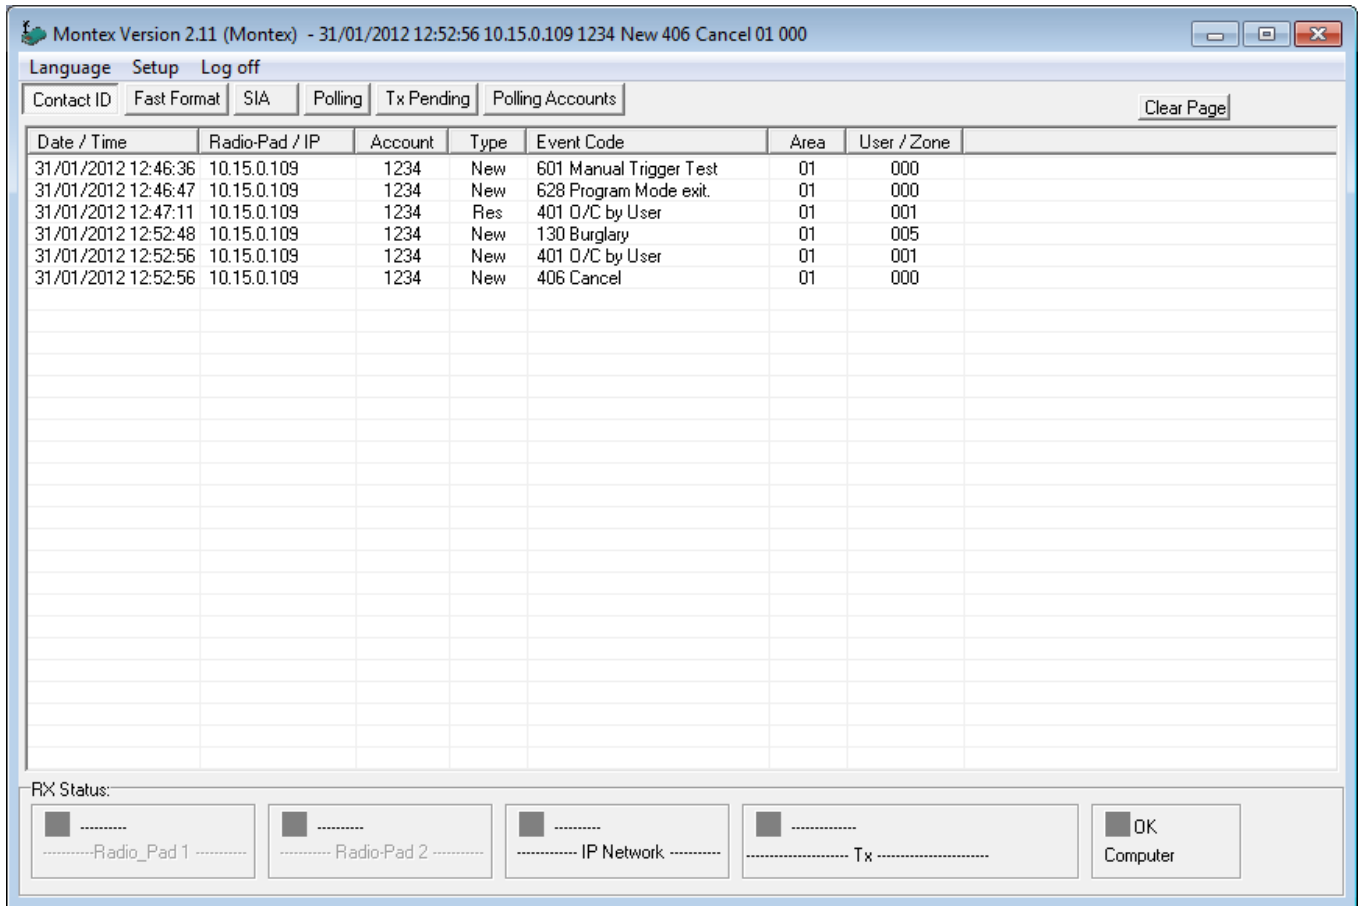 Montex Version 2.11 (Montex)  - 31/01/2012 12:52:56 10.15.0.109 1234 New 406 Cancel 01 000
Language Setup Log off
Contact ID Fast Format SIA Polling Tx Pending Polling Accounts Clear Page
Date / Time Radio-Pad / IP Account Type Event Code Area User / Zone
31/01/2012 12:46:36 10.15.0.109 1234 New 601 Manual Trigger Test 01 000
31/01/2012 12:46:47 10.15.0.109 1234 New 628 Program Mode exit. 01 000
31/01/2012 12:47:11 10.15.0.109 1234 Res 401 O/C by User 01 001
31/01/2012 12:52:48 10.15.0.109 1234 New 130 Burglary 01 005
31/01/2012 12:52:56 10.15.0.109 1234 New 401 O/C by User 01 001
31/01/2012 12:52:56 10.15.0.109 1234 New 406 Cancel 01 000
RX Status:
---------- ---------- ---------- -------------- OK
-----------Radio_Pad 1 ----------- ----------- Radio-Pad 2 ----------- ------------- IP Network ----------- ---------------------- Tx ------------------------ Computer